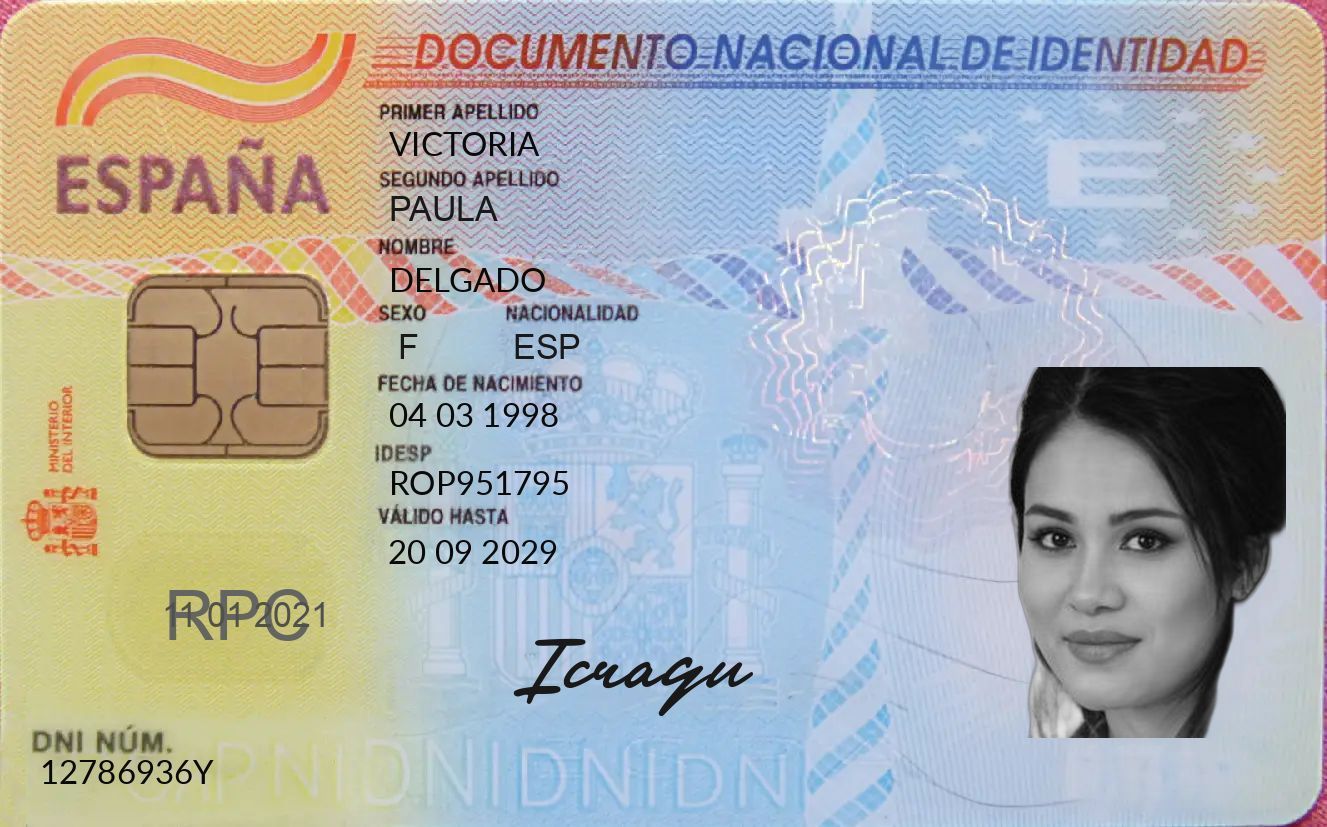 DOCUMENTO NACIONAL DE IDENTIDAD
ESPAÑA
PRIMER APELLIDO
VICTORIA
SEGUNDO APELLIDO
PAULA
NOMBRE
DELGADO
SEXO NACIONALIDAD
F ESP
FECHA DE NACIMIENTO
04 03 1998
IDESP
ROP951795
VÁLIDO HASTA
20 09 2029
MINISTERIO
DEL INTERIOR
E
RPC
11 01 2021
Icragu
DNI NÚM.
12786936Y
DNIDNIDNIDN